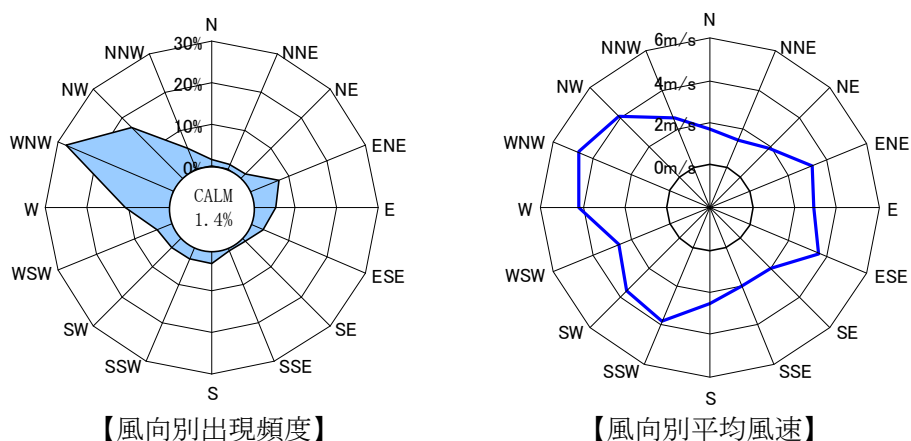 N
30%
NNW
NNE
NW
20%
NE
10%
WNW
ENE
0%
CALM
1.4%
W
E
WSW
ESE
SW
SE
SSW
SSE
S
【風向別出現頻度】
N
6m/s
NNW
NNE
NW
4m/s
NE
2m/s
WNW
ENE
0m/s
W
E
WSW
ESE
SW
SE
SSW
SSE
S
【風向別平均風速】